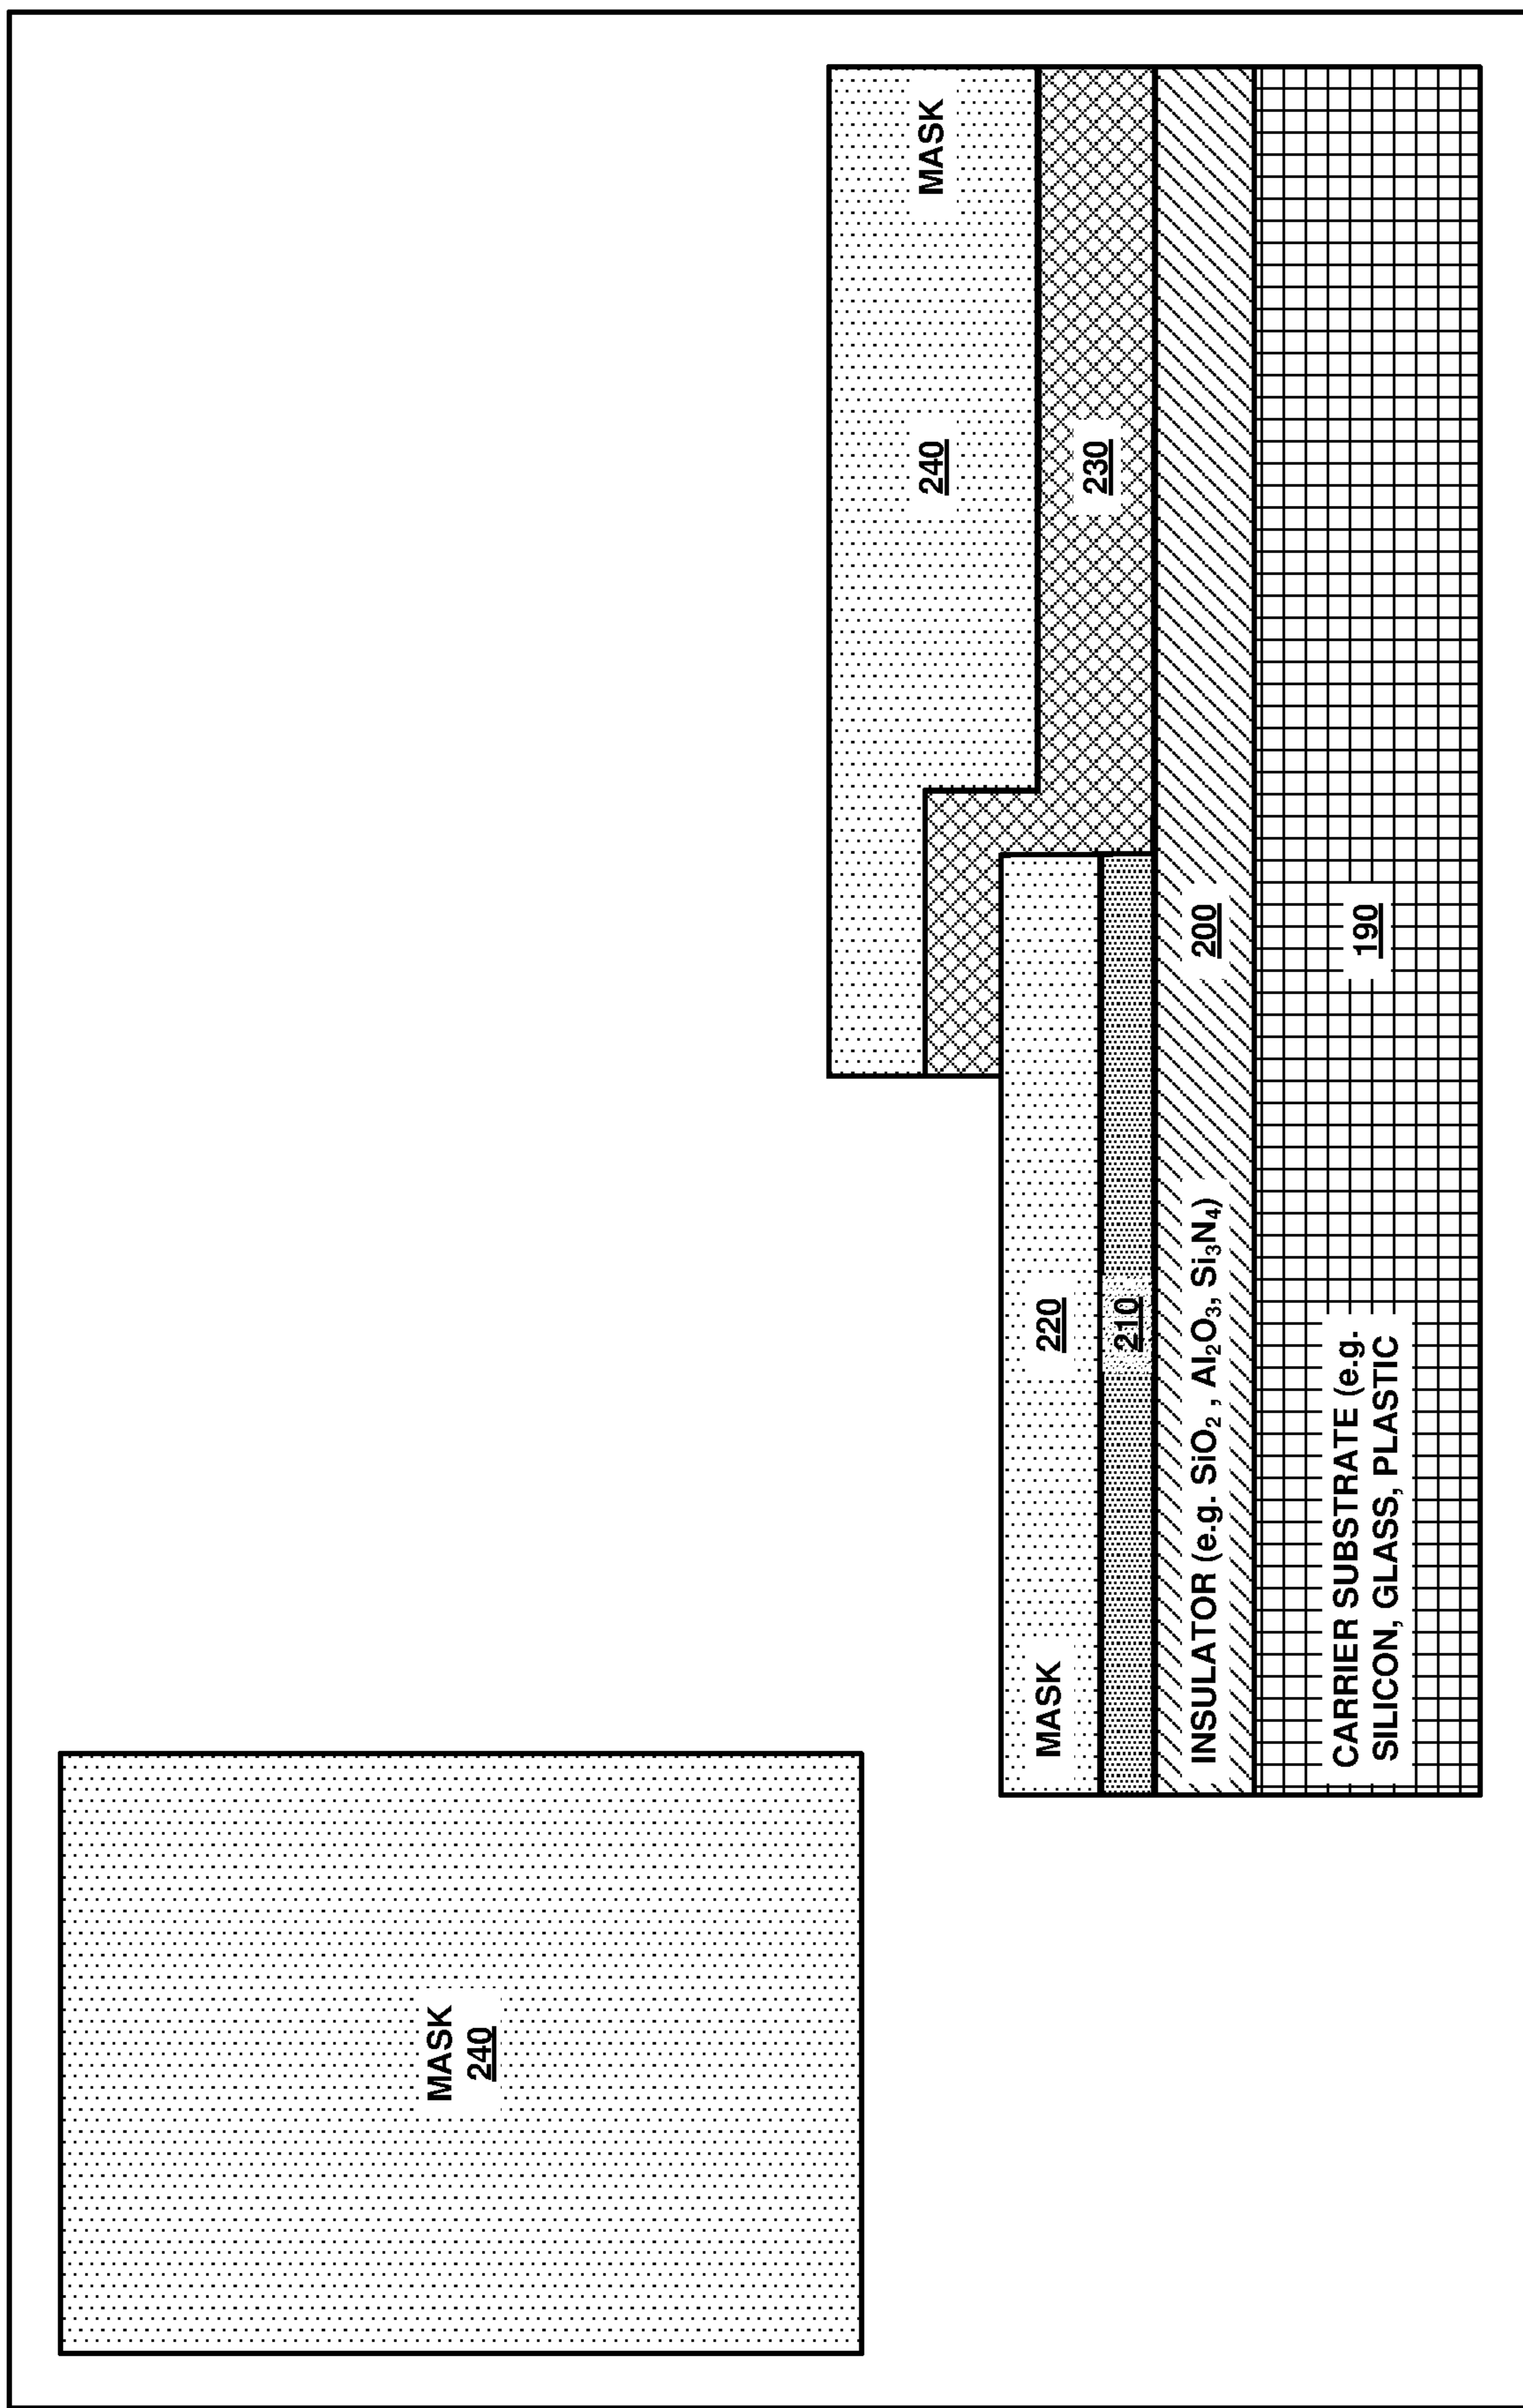 MASK
240
240 MASK
MASK 220
230
210
INSULATOR (e.g. SiO₂ , Al₂O₃, Si₃N₄) 200
CARRIER SUBSTRATE (e.g.
SILICON, GLASS, PLASTIC
190